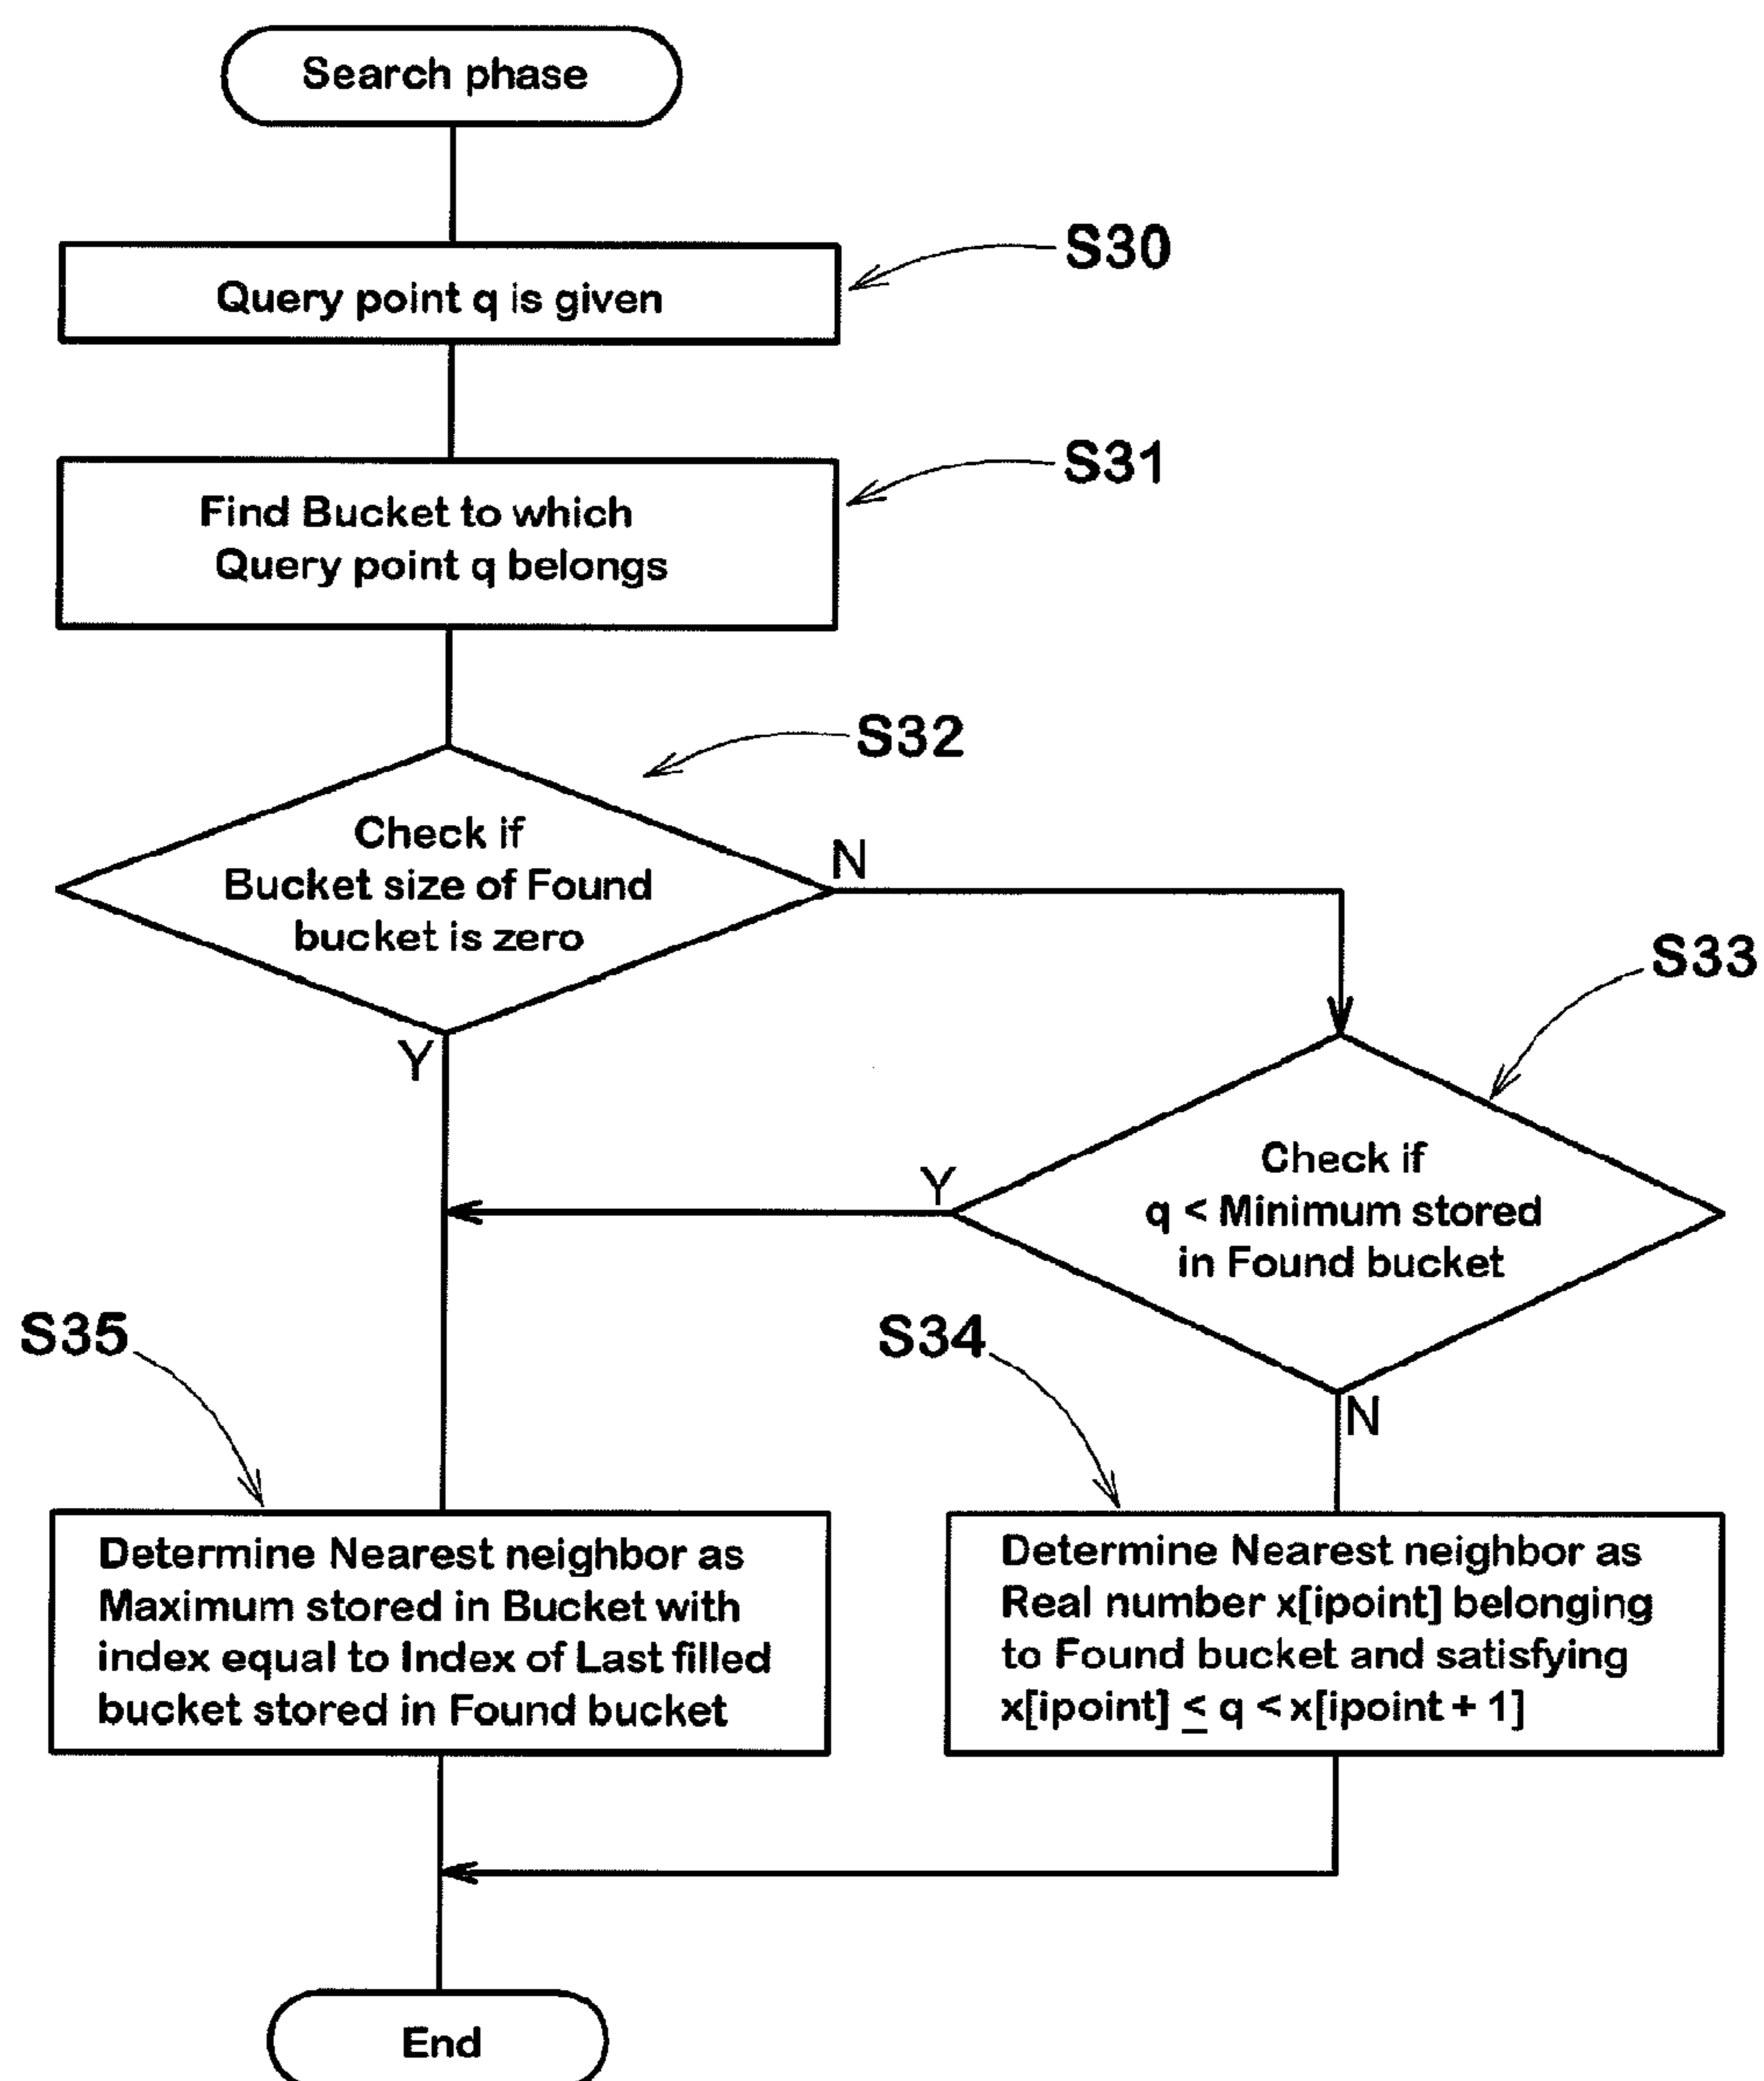 Search phase
S30
Query point q is given
S31
Find Bucket to which
Query point q belongs
S32
Check if
Bucket size of Found
bucket is zero
N
Y
S33
Check if
q < Minimum stored
in Found bucket
Y
N
S35
Determine Nearest neighbor as
Maximum stored in Bucket with
index equal to Index of Last filled
bucket stored in Found bucket
S34
Determine Nearest neighbor as
Real number x[ipoint] belonging
to Found bucket and satisfying
x[ipoint] ≤ q < x[ipoint + 1]
End